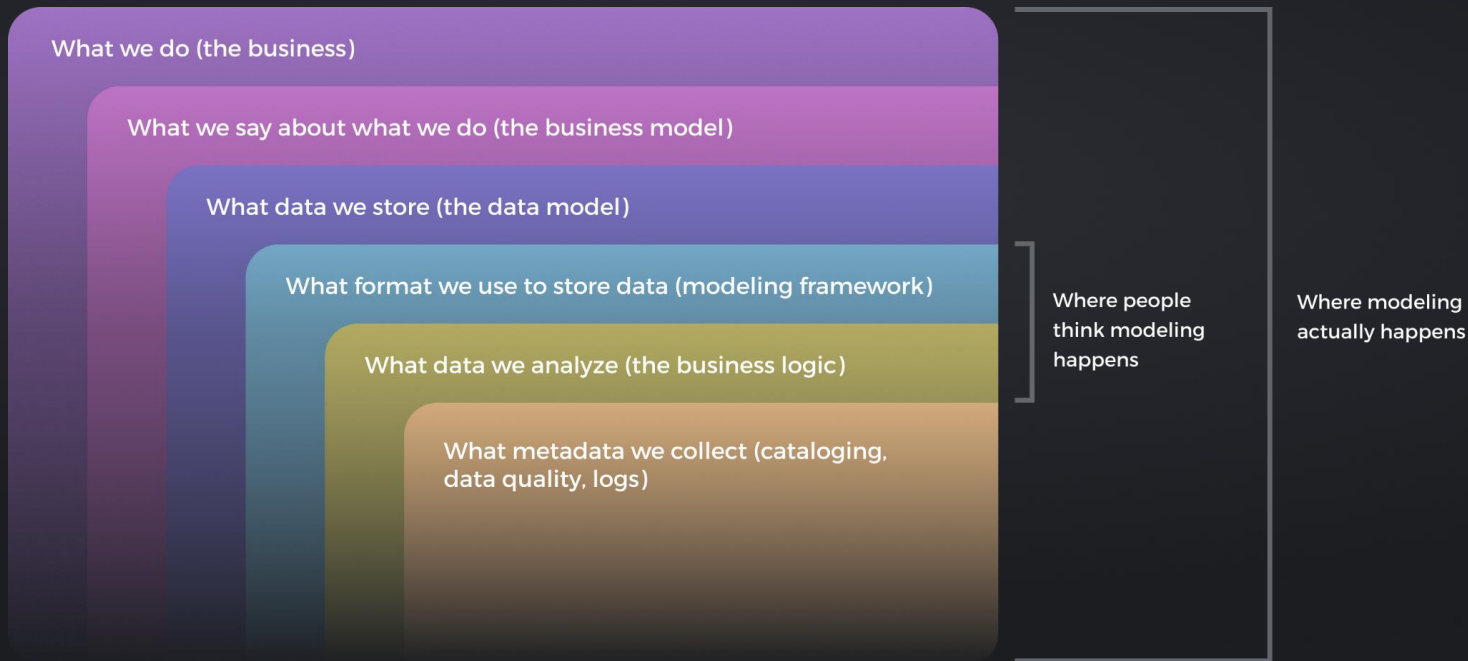 What we do (the business)
What we say about what we do (the business model)
What data we store (the data model)
What format we use to store data (modeling framework)
What data we analyze (the business logic)
What metadata we collect (cataloging,
data quality, logs)
Where people
think modeling
happens
Where modeling
actually happens